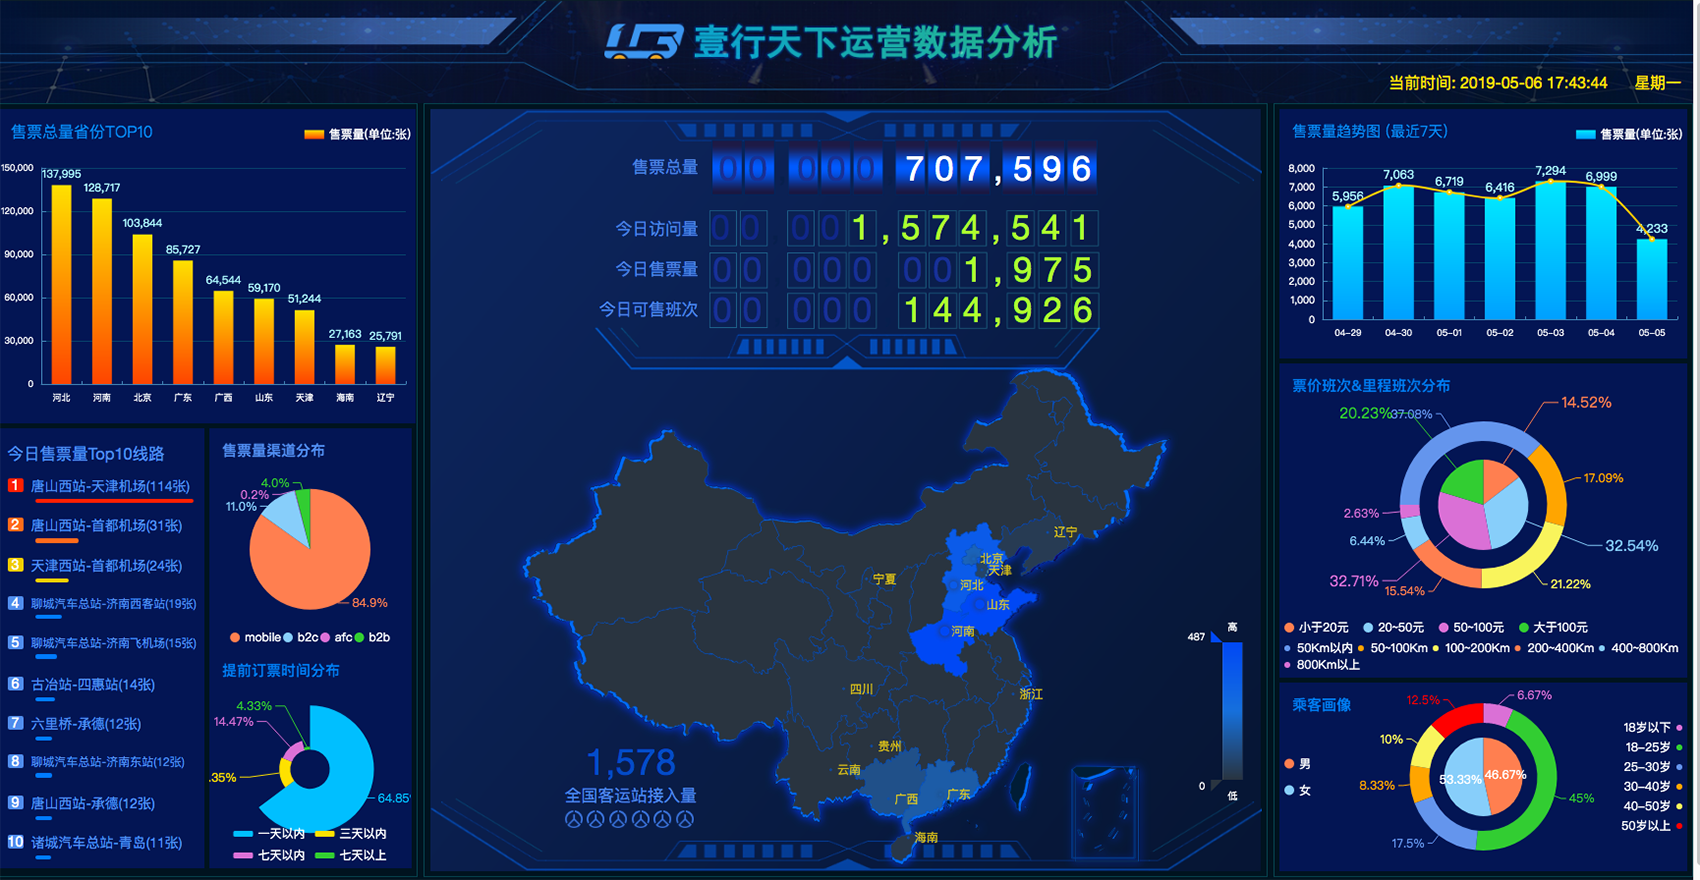 壹行天下运营数据分析
当前时间: 2019-05-06 17:43:44 星期一
售票总量省份TOP10
售票量(单位:张)
150,000
120,000
90,000
60,000
30,000
0
137,995
128,717
103,844
85,727
64,544
59,170
51,244
27,163
25,791
河北 河南 北京 广东 广西 山东 天津 海南 辽宁
今日售票量Top10线路
1 唐山西站-天津机场(114张)
2 唐山西站-首都机场(31张)
3 天津西站-首都机场(24张)
4 聊城汽车总站-济南西客站(19张)
5 聊城汽车总站-济南飞机场(15张)
6 古冶站-四惠站(14张)
7 六里桥-承德(12张)
8 聊城汽车总站-济南东站(12张)
9 唐山西站-承德(12张)
10 诸城汽车总站-青岛(11张)
售票量渠道分布
4.0%
0.2%
11.0%
84.9%
mobile b2c afc b2b
提前订票时间分布
4.33%
14.47%
.35%
64.85
一天以内 三天以内
七天以内 七天以上
售票总量 00 000 707,596
今日访问量 00 001,574,541
今日售票量 00 000 001,975
今日可售班次 00 000 144,926
辽宁
北京
天津
宁夏
河北
山东
河南
四川
浙江
贵州
云南
广西
广东
海南
1,578
全国客运站接入量
高
487
0
低
售票量趋势图 (最近7天)
售票量(单位:张)
8,000
7,000
6,000
5,000
4,000
3,000
2,000
1,000
0
5,956
7,063
6,719
6,416
7,294
6,999
4,233
04-29 04-30 05-01 05-02 05-03 05-04 05-05
票价班次&里程班次分布
14.52%
20.23%
37.08%
17.09%
2.63%
6.44%
32.54%
32.71%
15.54%
21.22%
小于20元 20~50元 50~100元 大于100元
50Km以内 50~100Km 100~200Km 200~400Km 400~800Km
800Km以上
乘客画像
12.5%
6.67%
10%
8.33%
53.33%
46.67%
45%
17.5%
男
女
18岁以下
18-25岁
25-30岁
30-40岁
40-50岁
50岁以上